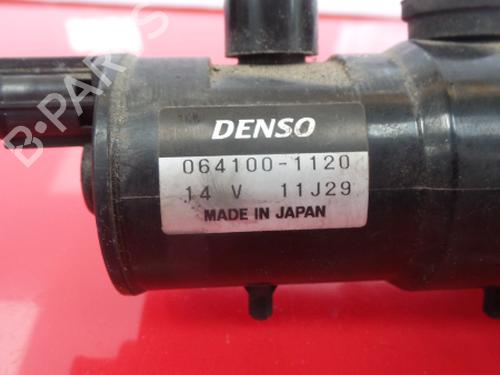 DENSO
064100-1120
14 V 11J29
MADE IN JAPAN
B-PARTS